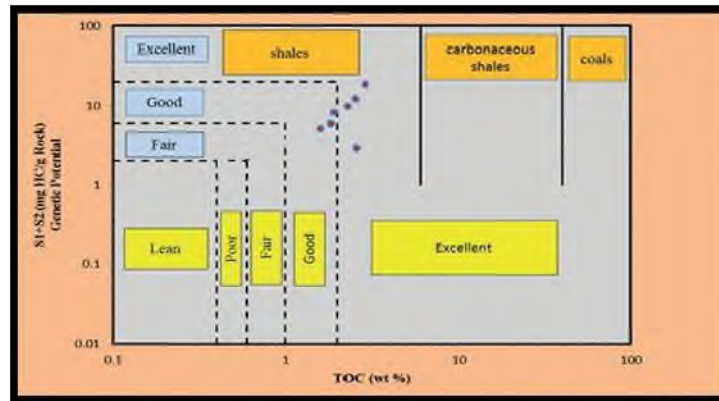 100
10
1
0.1
0.01
S1+S2 (mg HC/g Rock)
Genetic Potential
Excellent
shales
carbonaceous
shales
coals
Good
Fair
Lean
Poor
Fair
Good
Excellent
0.1
1
10
100
TOC (wt %)